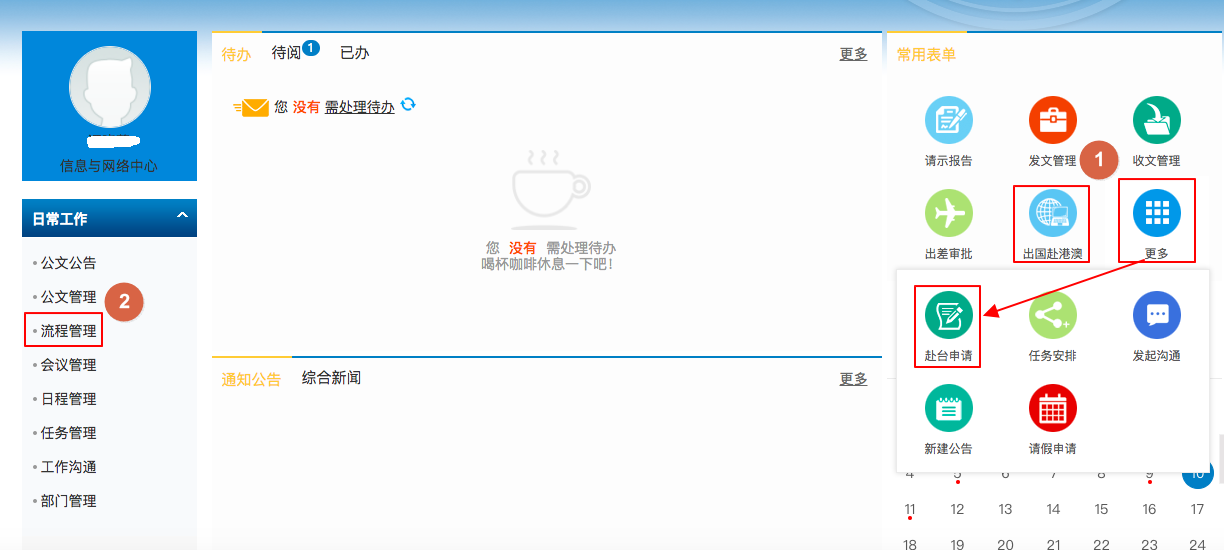 信息与网络中心
日常工作
公文公告
公文管理
2
流程管理
会议管理
日程管理
任务管理
工作沟通
部门管理
待办 待阅 1 已办 更多
您 没有 需处理待办
您 没有 需处理待办
喝杯咖啡休息一下吧！
通知公告 综合新闻 更多
常用表单
请示报告 发文管理 收文管理
1
出差审批 出国赴港澳 更多
赴台申请 任务安排 发起沟通
新建公告 请假申请
4 5 6 7 8 9 10
11 12 13 14 15 16 17
18 19 20 21 22 23 24